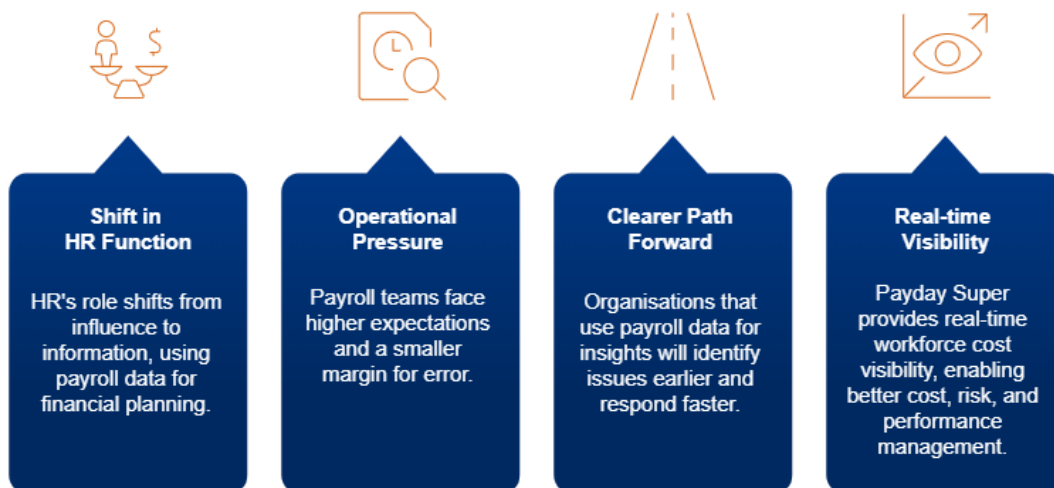 $
Shift in
HR Function
HR's role shifts from
influence to
information, using
payroll data for
financial planning.
Operational
Pressure
Payroll teams face
higher expectations
and a smaller
margin for error.
Clearer Path
Forward
Organisations that
use payroll data for
insights will identify
issues earlier and
respond faster.
Real-time
Visibility
Payday Super
provides real-time
workforce cost
visibility, enabling
better cost, risk, and
performance
management.